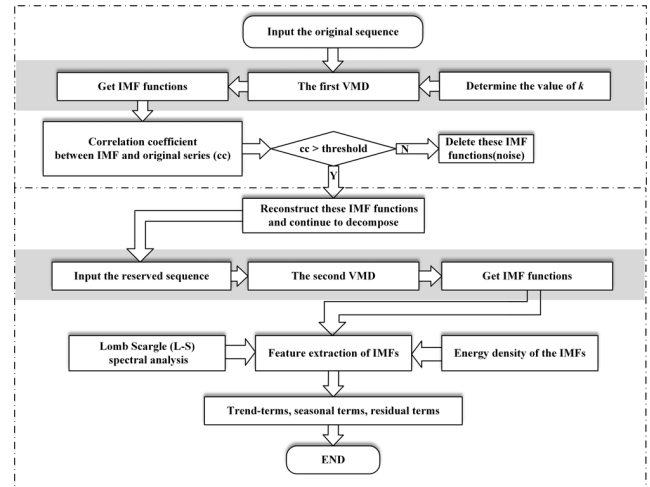 Input the original sequence
Get IMF functions
The first VMD
Determine the value of k
Correlation coefficient
between IMF and original series (cc)
cc > threshold
N
Delete these IMF
functions(noise)
Y
Reconstruct these IMF functions
and continue to decompose
Input the reserved sequence
The second VMD
Get IMF functions
Lomb Scargle (L-S)
spectral analysis
Feature extraction of IMFs
Energy density of the IMFs
Trend-terms, seasonal terms, residual terms
END